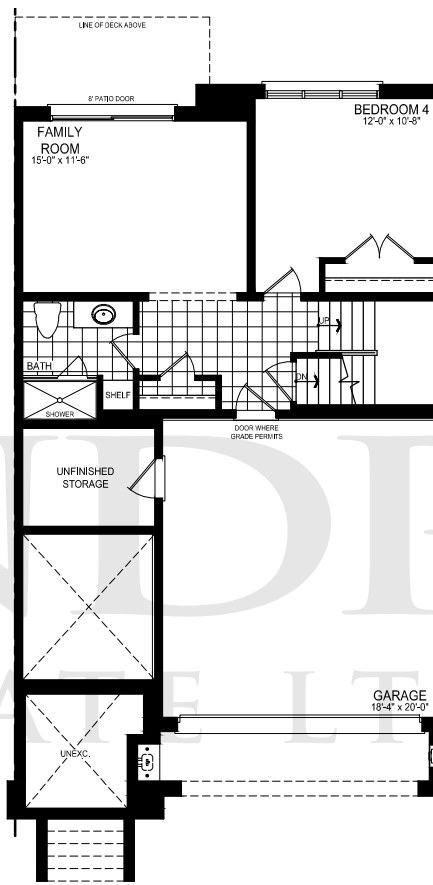 LINE OF DECK ABOVE
8' PATIO DOOR
FAMILY
ROOM
15'-0" x 11'-6"
BEDROOM 4
12'-0" x 10'-8"
UP
BATH
DN
SHELF
SHOWER
DOOR WHERE
GRADE PERMITS
UNFINISHED
STORAGE
GARAGE
18'-4" x 20'-0"
UNEXC.